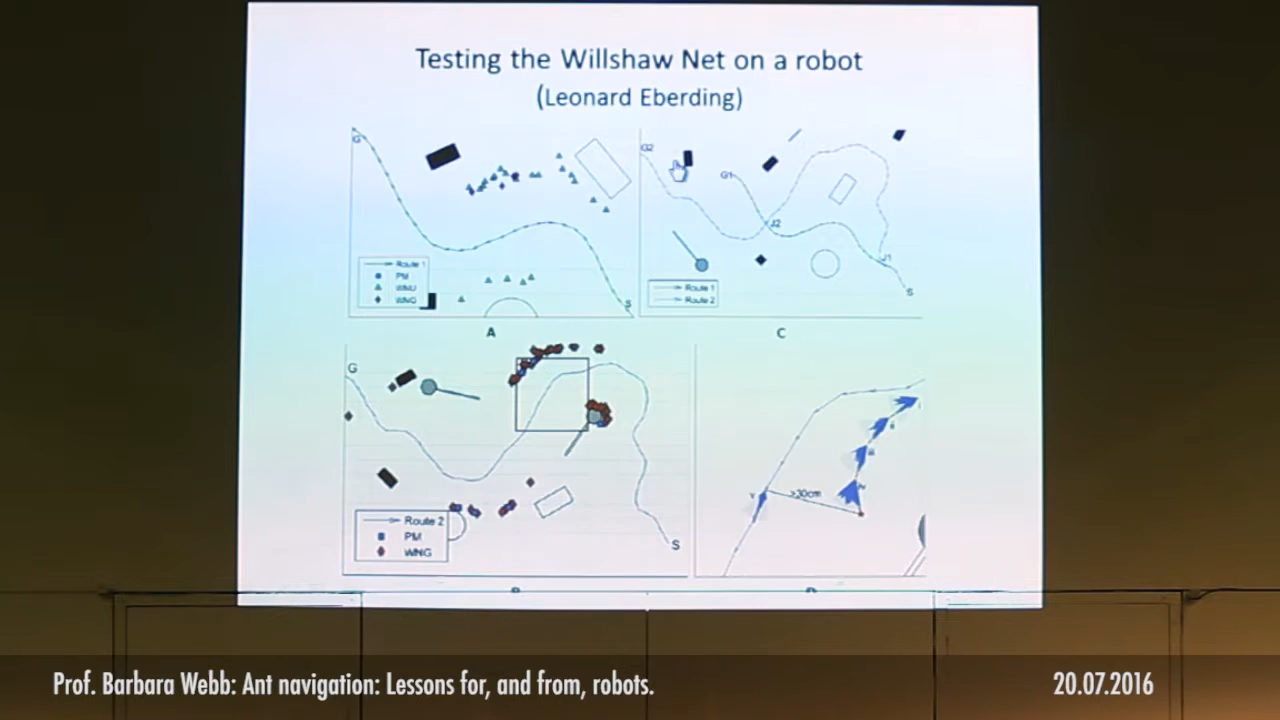 Testing the Willshaw Net on a robot
(Leonard Eberding)
G
Route 1
PM
WNU
WNG
S
A
G2
G1
J2
J1
S
Route 1
Route 2
C
G
Route 2
PM
WNG
S
>30cm
Prof. Barbara Webb: Ant navigation: Lessons for, and from, robots.
20.07.2016